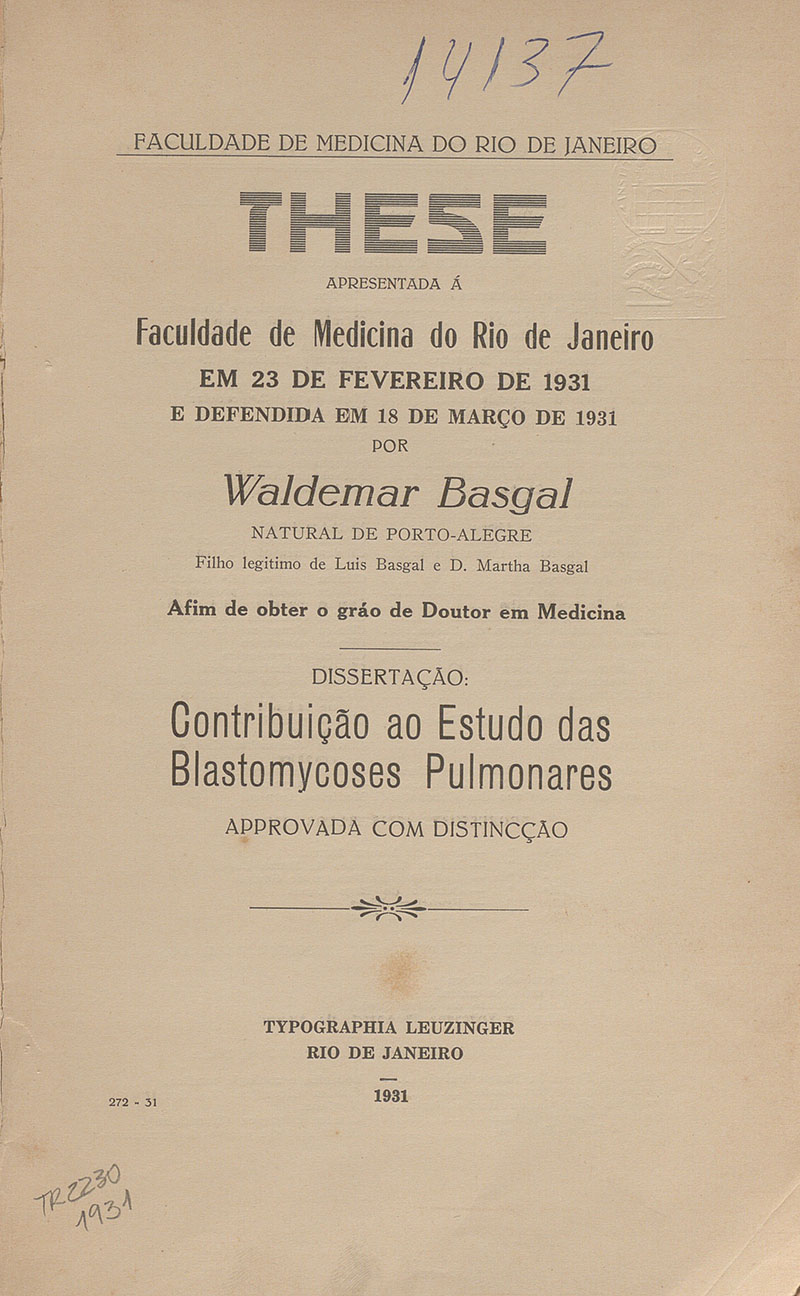 14137
FACULDADE DE MEDICINA DO RIO DE JANEIRO
THESE
APRESENTADA Á
Faculdade de Medicina do Rio de Janeiro
EM 23 DE FEVEREIRO DE 1931
E DEFENDIDA EM 18 DE MARÇO DE 1931
POR
Waldemar Basgal
NATURAL DE PORTO-ALEGRE
Filho legitimo de Luis Basgal e D. Martha Basgal
Afim de obter o gráo de Doutor em Medicina
DISSERTAÇÃO:
Contribuição ao Estudo das
Blastomycoses Pulmonares
APPROVADA COM DISTINCÇÃO
TYPOGRAPHIA LEUZINGER
RIO DE JANEIRO
1931
272 - 31
TR2230
1931